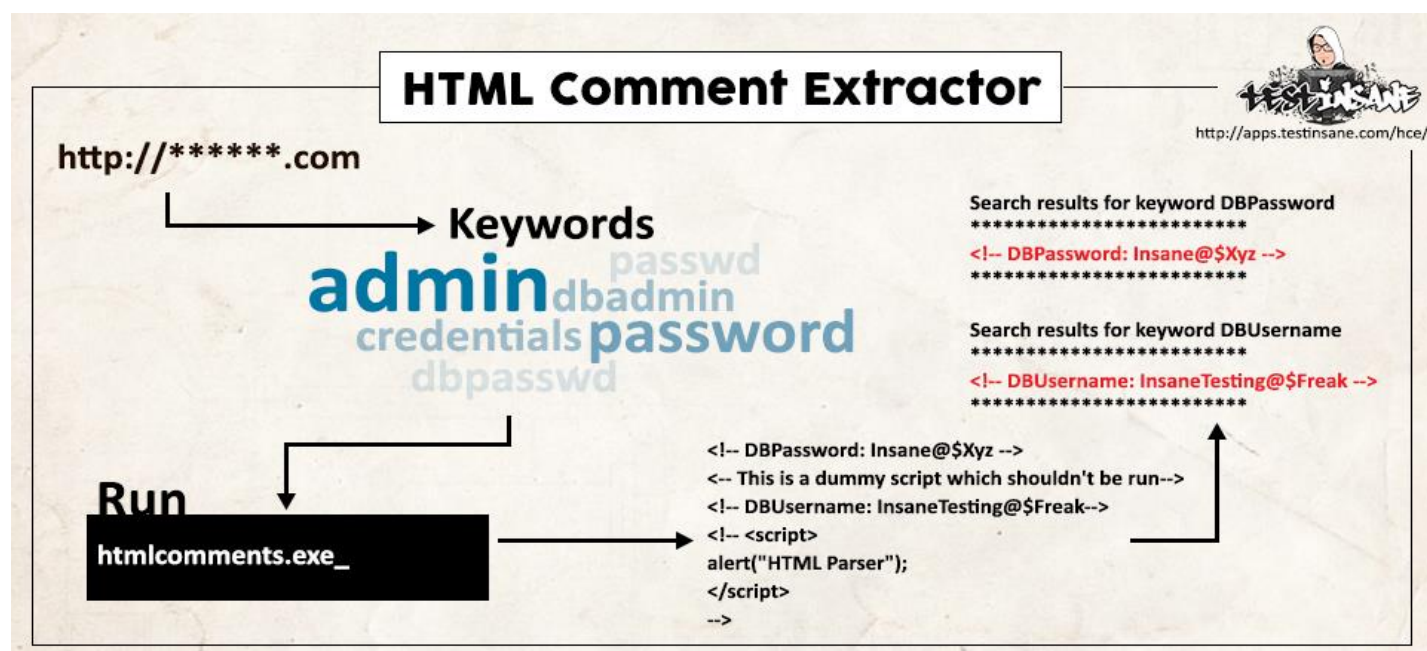 HTML Comment Extractor
TESTINSANE
http://apps.testinsane.com/hce/
http://******.com
Keywords
passwd
admin
dbadmin
credentials
password
dbpasswd
Run
htmlcomments.exe_
<!-- DBPassword: Insane@$Xyz -->
<-- This is a dummy script which shouldn't be run-->
<!-- DBUsername: InsaneTesting@$Freak-->
<!-- <script>
alert("HTML Parser");
</script>
-->
Search results for keyword DBPassword
**************************
<!-- DBPassword: Insane@$Xyz -->
**************************
Search results for keyword DBUsername
**************************
<!-- DBUsername: InsaneTesting@$Freak -->
**************************